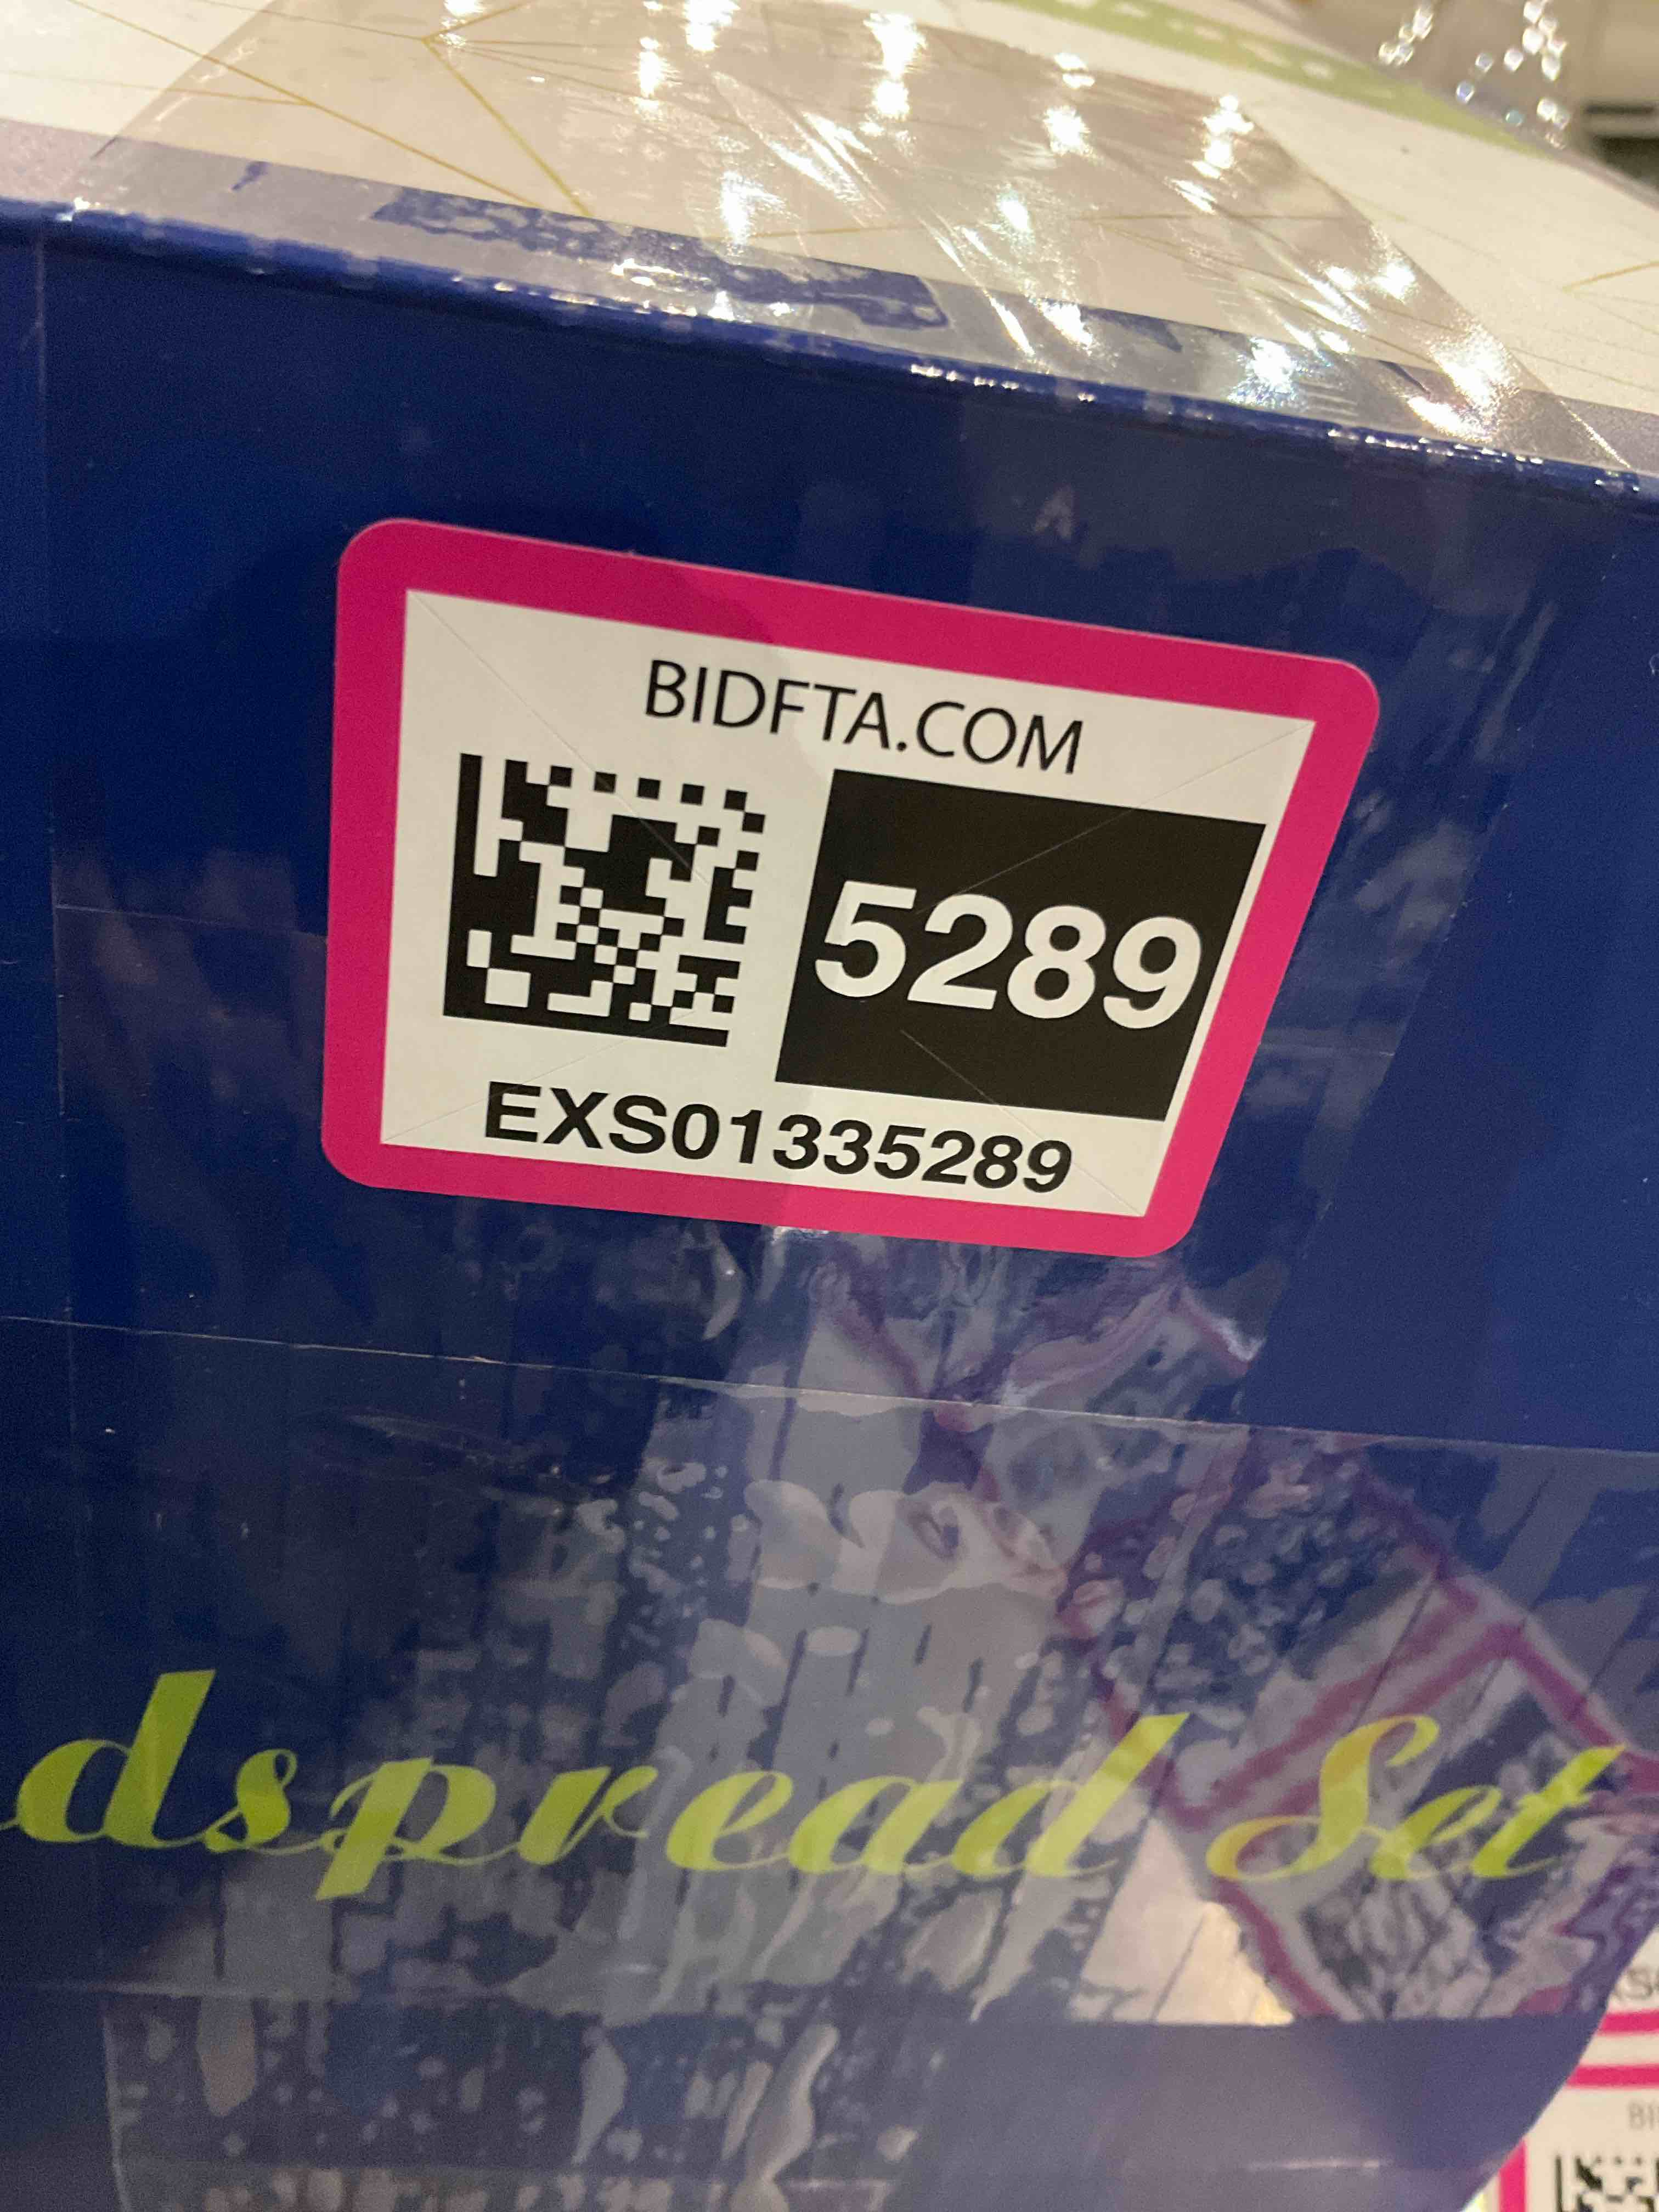 BIDFTA.COM
5289
EXS01335289
dspread Set